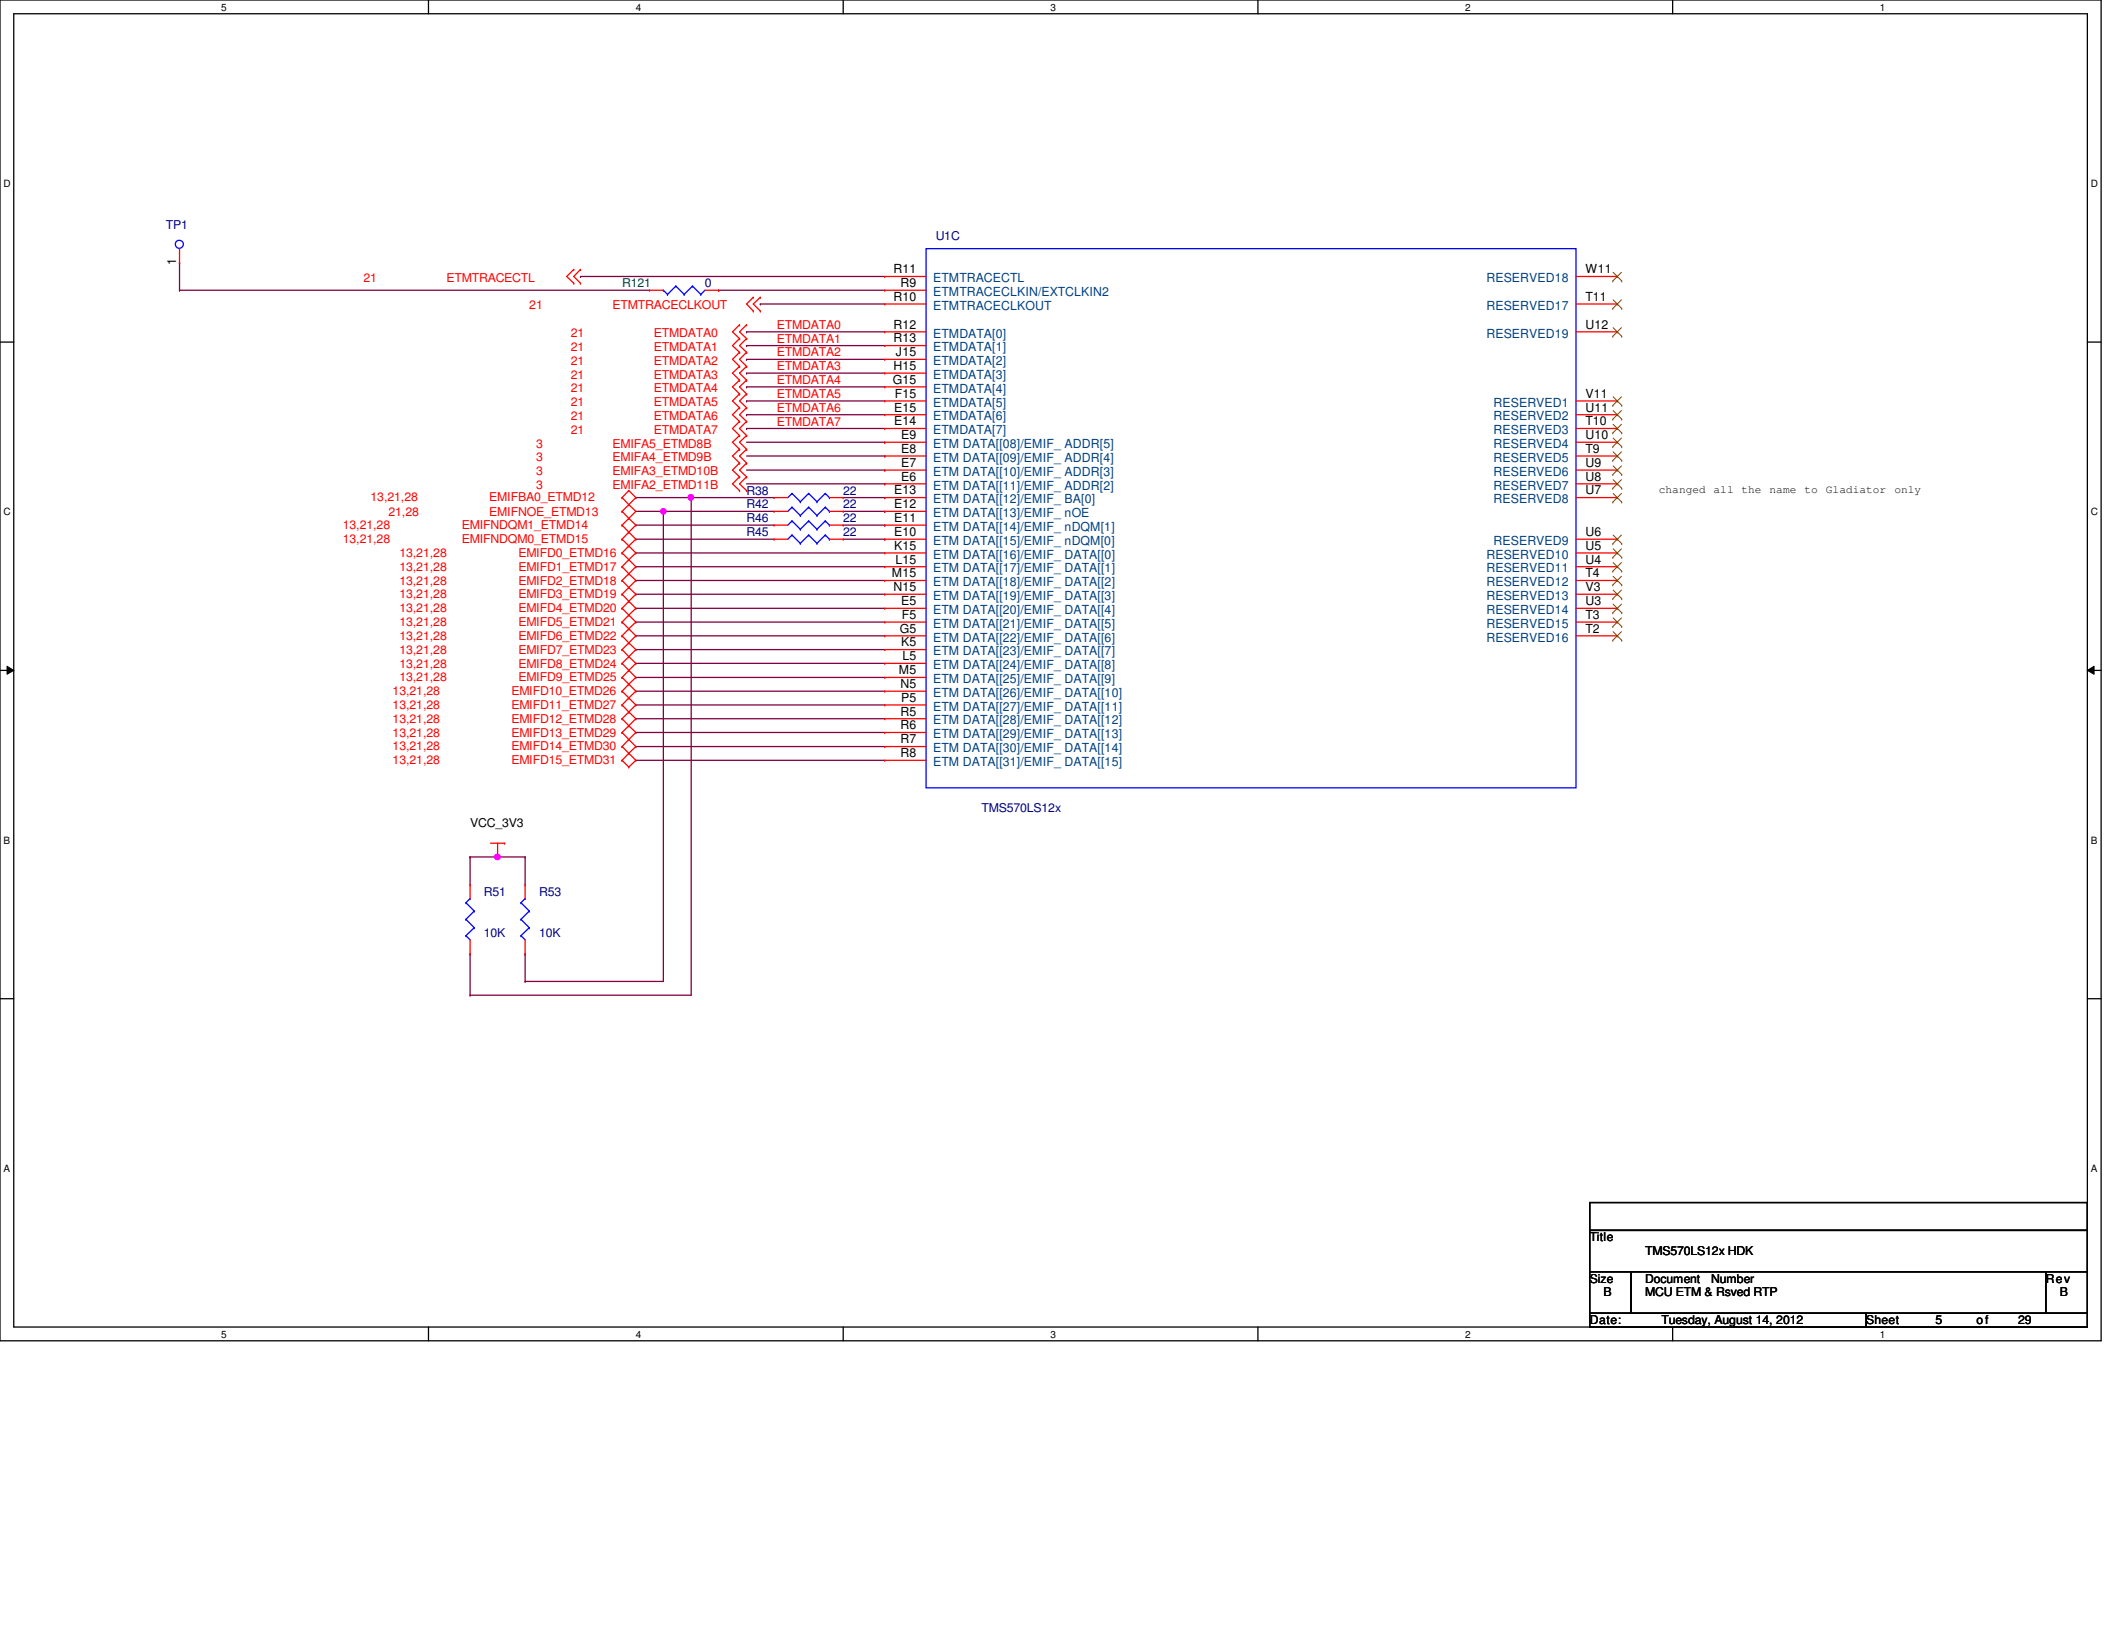 5 4 3 2 1
D D
TP1
1
U1C
21 ETMTRACECTL R11 ETMTRACECTL RESERVED18 W11
R121 0 R9 ETMTRACECLKIN/EXTCLKIN2
21 ETMTRACECLKOUT R10 ETMTRACECLKOUT RESERVED17 T11
21 ETMDATA0 ETMDATA0 R12 ETMDATA[0] RESERVED19 U12
21 ETMDATA1 ETMDATA1 R13 ETMDATA[1]
21 ETMDATA2 ETMDATA2 J15 ETMDATA[2]
21 ETMDATA3 ETMDATA3 H15 ETMDATA[3]
21 ETMDATA4 ETMDATA4 G15 ETMDATA[4]
21 ETMDATA5 ETMDATA5 F15 ETMDATA[5] RESERVED1 V11
21 ETMDATA6 ETMDATA6 E15 ETMDATA[6] RESERVED2 U11
21 ETMDATA7 ETMDATA7 E14 ETMDATA[7] RESERVED3 T10
3 EMIFA5_ETMD8B E9 ETM DATA[[08]/EMIF_ ADDR[5] RESERVED4 U10
3 EMIFA4_ETMD9B E8 ETM DATA[[09]/EMIF_ ADDR[4] RESERVED5 T9
3 EMIFA3_ETMD10B E7 ETM DATA[[10]/EMIF_ ADDR[3] RESERVED6 U9
3 EMIFA2_ETMD11B E6 ETM DATA[[11]/EMIF_ ADDR[2] RESERVED7 U8
13,21,28 EMIFBA0_ETMD12 R38 22 E13 ETM DATA[[12]/EMIF_ BA[0] RESERVED8 U7
changed all the name to Gladiator only
C C
21,28 EMIFNOE_ETMD13 R42 22 E12 ETM DATA[[13]/EMIF_ nOE
13,21,28 EMIFNDQM1_ETMD14 R46 22 E11 ETM DATA[[14]/EMIF_ nDQM[1]
13,21,28 EMIFNDQM0_ETMD15 R45 22 E10 ETM DATA[[15]/EMIF_ nDQM[0] RESERVED9 U6
13,21,28 EMIFD0_ETMD16 K15 ETM DATA[[16]/EMIF_ DATA[[0] RESERVED10 U5
13,21,28 EMIFD1_ETMD17 L15 ETM DATA[[17]/EMIF_ DATA[[1] RESERVED11 U4
13,21,28 EMIFD2_ETMD18 M15 ETM DATA[[18]/EMIF_ DATA[[2] RESERVED12 T4
13,21,28 EMIFD3_ETMD19 N15 ETM DATA[[19]/EMIF_ DATA[[3] RESERVED13 V3
13,21,28 EMIFD4_ETMD20 E5 ETM DATA[[20]/EMIF_ DATA[[4] RESERVED14 U3
13,21,28 EMIFD5_ETMD21 F5 ETM DATA[[21]/EMIF_ DATA[[5] RESERVED15 T3
13,21,28 EMIFD6_ETMD22 G5 ETM DATA[[22]/EMIF_ DATA[[6] RESERVED16 T2
13,21,28 EMIFD7_ETMD23 K5 ETM DATA[[23]/EMIF_ DATA[[7]
13,21,28 EMIFD8_ETMD24 L5 ETM DATA[[24]/EMIF_ DATA[[8]
13,21,28 EMIFD9_ETMD25 M5 ETM DATA[[25]/EMIF_ DATA[[9]
13,21,28 EMIFD10_ETMD26 N5 ETM DATA[[26]/EMIF_ DATA[[10]
13,21,28 EMIFD11_ETMD27 P5 ETM DATA[[27]/EMIF_ DATA[[11]
13,21,28 EMIFD12_ETMD28 R5 ETM DATA[[28]/EMIF_ DATA[[12]
13,21,28 EMIFD13_ETMD29 R6 ETM DATA[[29]/EMIF_ DATA[[13]
13,21,28 EMIFD14_ETMD30 R7 ETM DATA[[30]/EMIF_ DATA[[14]
13,21,28 EMIFD15_ETMD31 R8 ETM DATA[[31]/EMIF_ DATA[[15]
TMS570LS12x
VCC_3V3
B B
R51 R53
10K 10K
A A
Title
TMS570LS12x HDK
Size Document Number Rev
B MCU ETM & Rsved RTP B
Date: Tuesday, August 14, 2012 Sheet 5 of 29
5 4 3 2 1